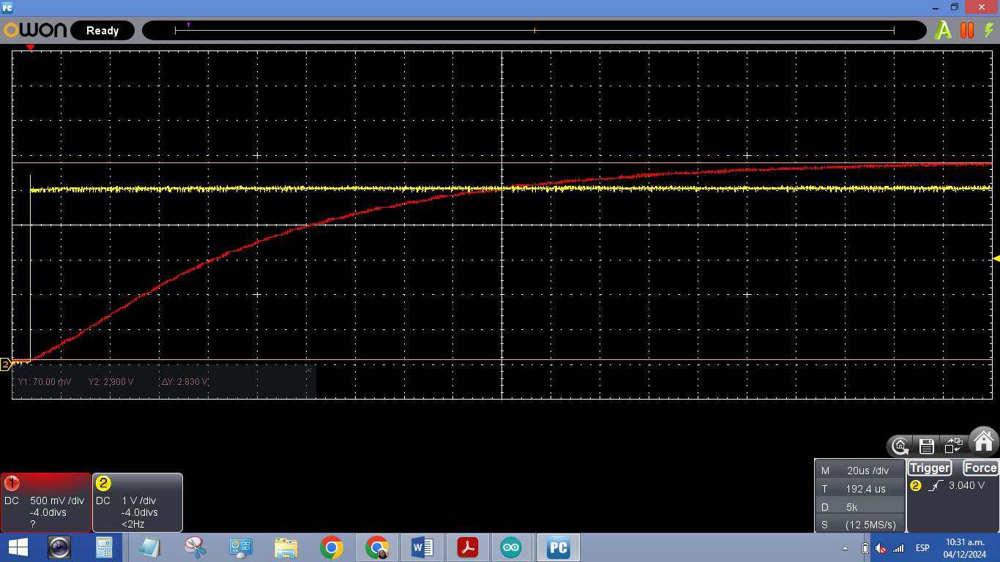 PC
owon Ready A
2
Y1: 70.00 mV Y2: 2.900 V ΔY: 2.830 V
1
DC 500 mV /div
-4.0divs
?
2
DC 1 V /div
-4.0divs
<2Hz
M 20us /div
T 192.4 us
D 5k
S (12.5MS/s)
Trigger Force
2 3.040 V
W PC ESP
10:31 a.m.
04/12/2024